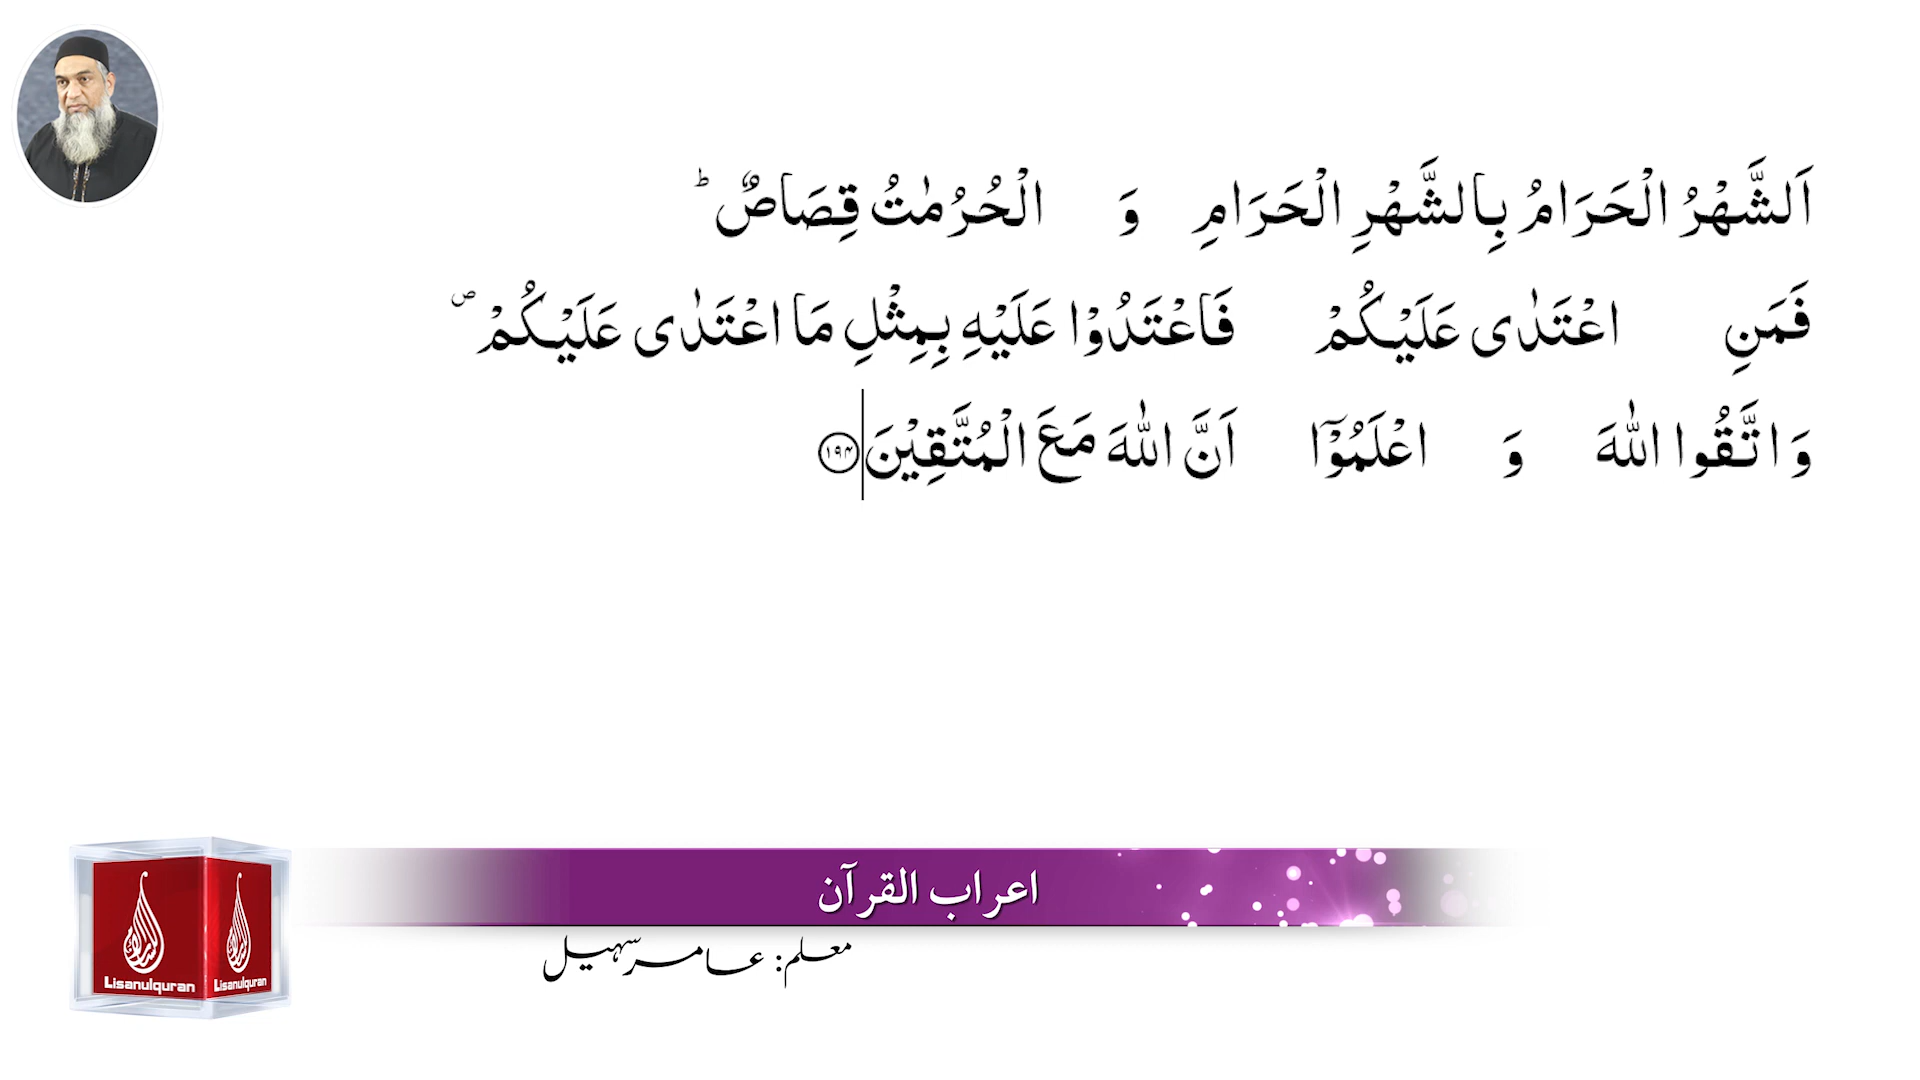 اَلشَّهْرُ الْحَرَامُ بِالشَّهْرِ الْحَرَامِ وَ الْحُرُمٰتُ قِصَاصٌ ؕ
فَمَنِ اعْتَدٰی عَلَیْكُمْ فَاعْتَدُوْا عَلَیْهِ بِمِثْلِ مَا اعْتَدٰی عَلَیْكُمْ ۪
وَ اتَّقُوا اللّٰهَ وَ اعْلَمُوْۤا اَنَّ اللّٰهَ مَعَ الْمُتَّقِیْنَ ۱۹۴
اعراب القرآن
معلم: عامر سہیل
Lisanulquran Lisanulquran